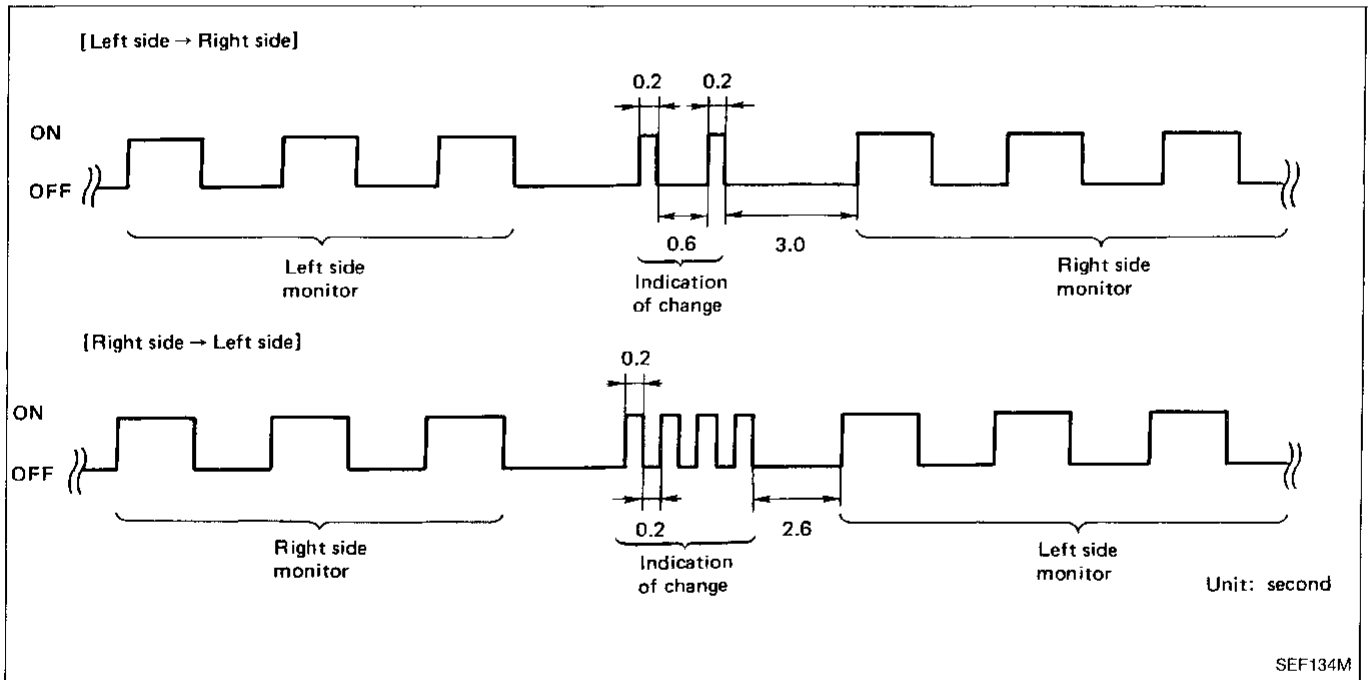 [Left side → Right side]
0.2 0.2
ON
OFF
0.6 3.0
Left side
monitor
Indication
of change
Right side
monitor
[Right side → Left side]
0.2
ON
OFF
0.2 2.6
Right side
monitor
Indication
of change
Left side
monitor
Unit: second
SEF134M